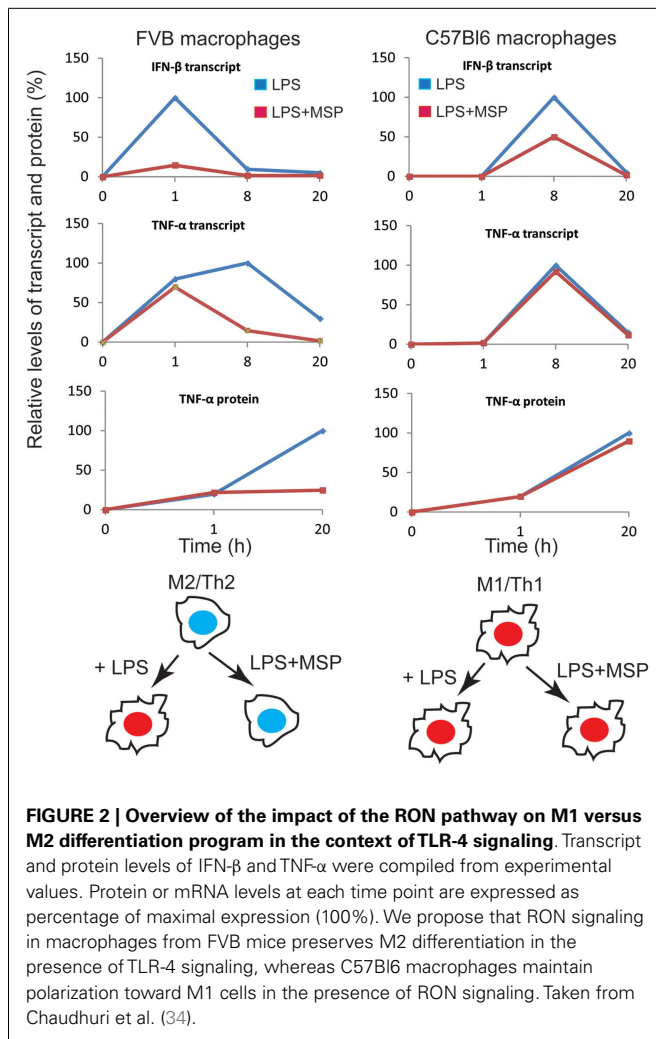 FVB macrophages
C57Bl6 macrophages
Relative levels of transcript and protein (%)
IFN-β transcript
LPS
LPS+MSP
150
100
50
0
0 1 8 20
IFN-β transcript
LPS
LPS+MSP
150
100
50
0
0 1 8 20
TNF-α transcript
150
100
50
0
0 1 8 20
TNF-α transcript
150
100
50
0
0 1 8 20
TNF-α protein
150
100
50
0
0 1 20
Time (h)
TNF-α protein
150
100
50
0
0 1 20
Time (h)
M2/Th2
+ LPS
LPS+MSP
M1/Th1
+ LPS
LPS+MSP
FIGURE 2 | Overview of the impact of the RON pathway on M1 versus
M2 differentiation program in the context of TLR-4 signaling. Transcript
and protein levels of IFN-β and TNF-α were compiled from experimental
values. Protein or mRNA levels at each time point are expressed as
percentage of maximal expression (100%). We propose that RON signaling
in macrophages from FVB mice preserves M2 differentiation in the
presence of TLR-4 signaling, whereas C57Bl6 macrophages maintain
polarization toward M1 cells in the presence of RON signaling. Taken from
Chaudhuri et al. (34).